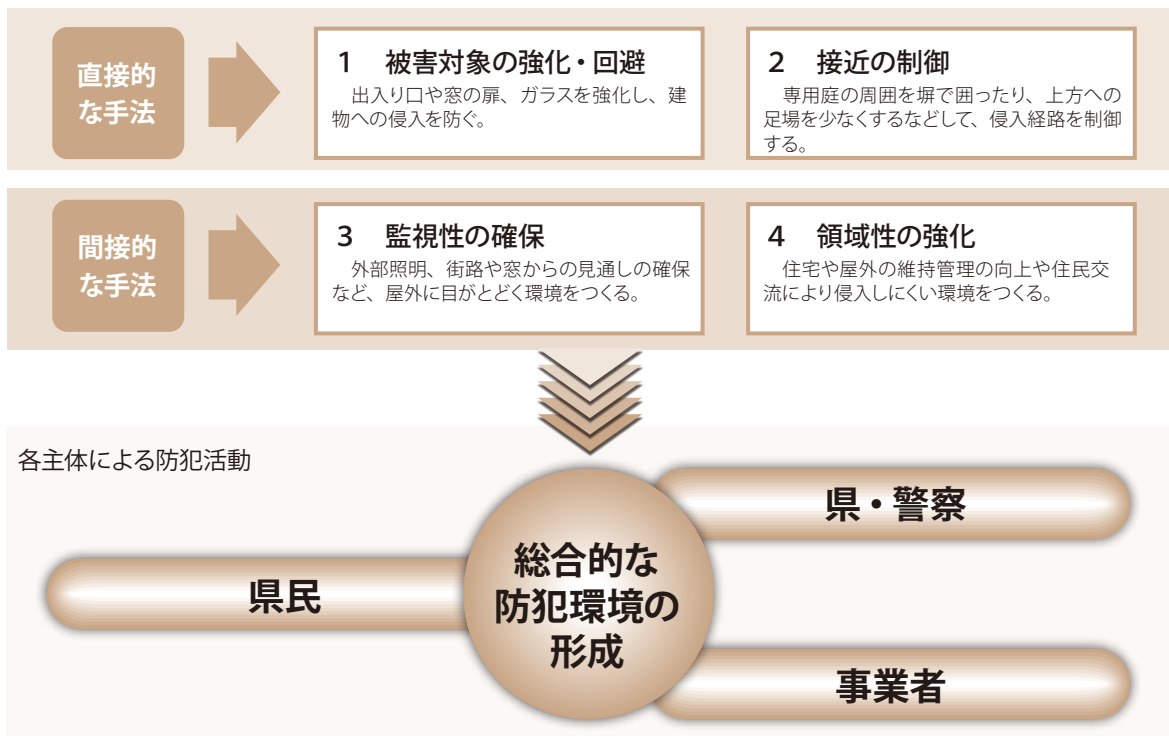 直接的
な手法
１　被害対象の強化・回避
　出入り口や窓の扉、ガラスを強化し、建
物への侵入を防ぐ。
２　接近の制御
　専用庭の周囲を塀で囲ったり、上方への
足場を少なくするなどして、侵入経路を制御
する。
間接的
な手法
３　監視性の確保
　外部照明、街路や窓からの見通しの確保
など、屋外に目がとどく環境をつくる。
４　領域性の強化
　住宅や屋外の維持管理の向上や住民交
流により侵入しにくい環境をつくる。
各主体による防犯活動
県・警察
県民
総合的な
防犯環境の
形成
事業者